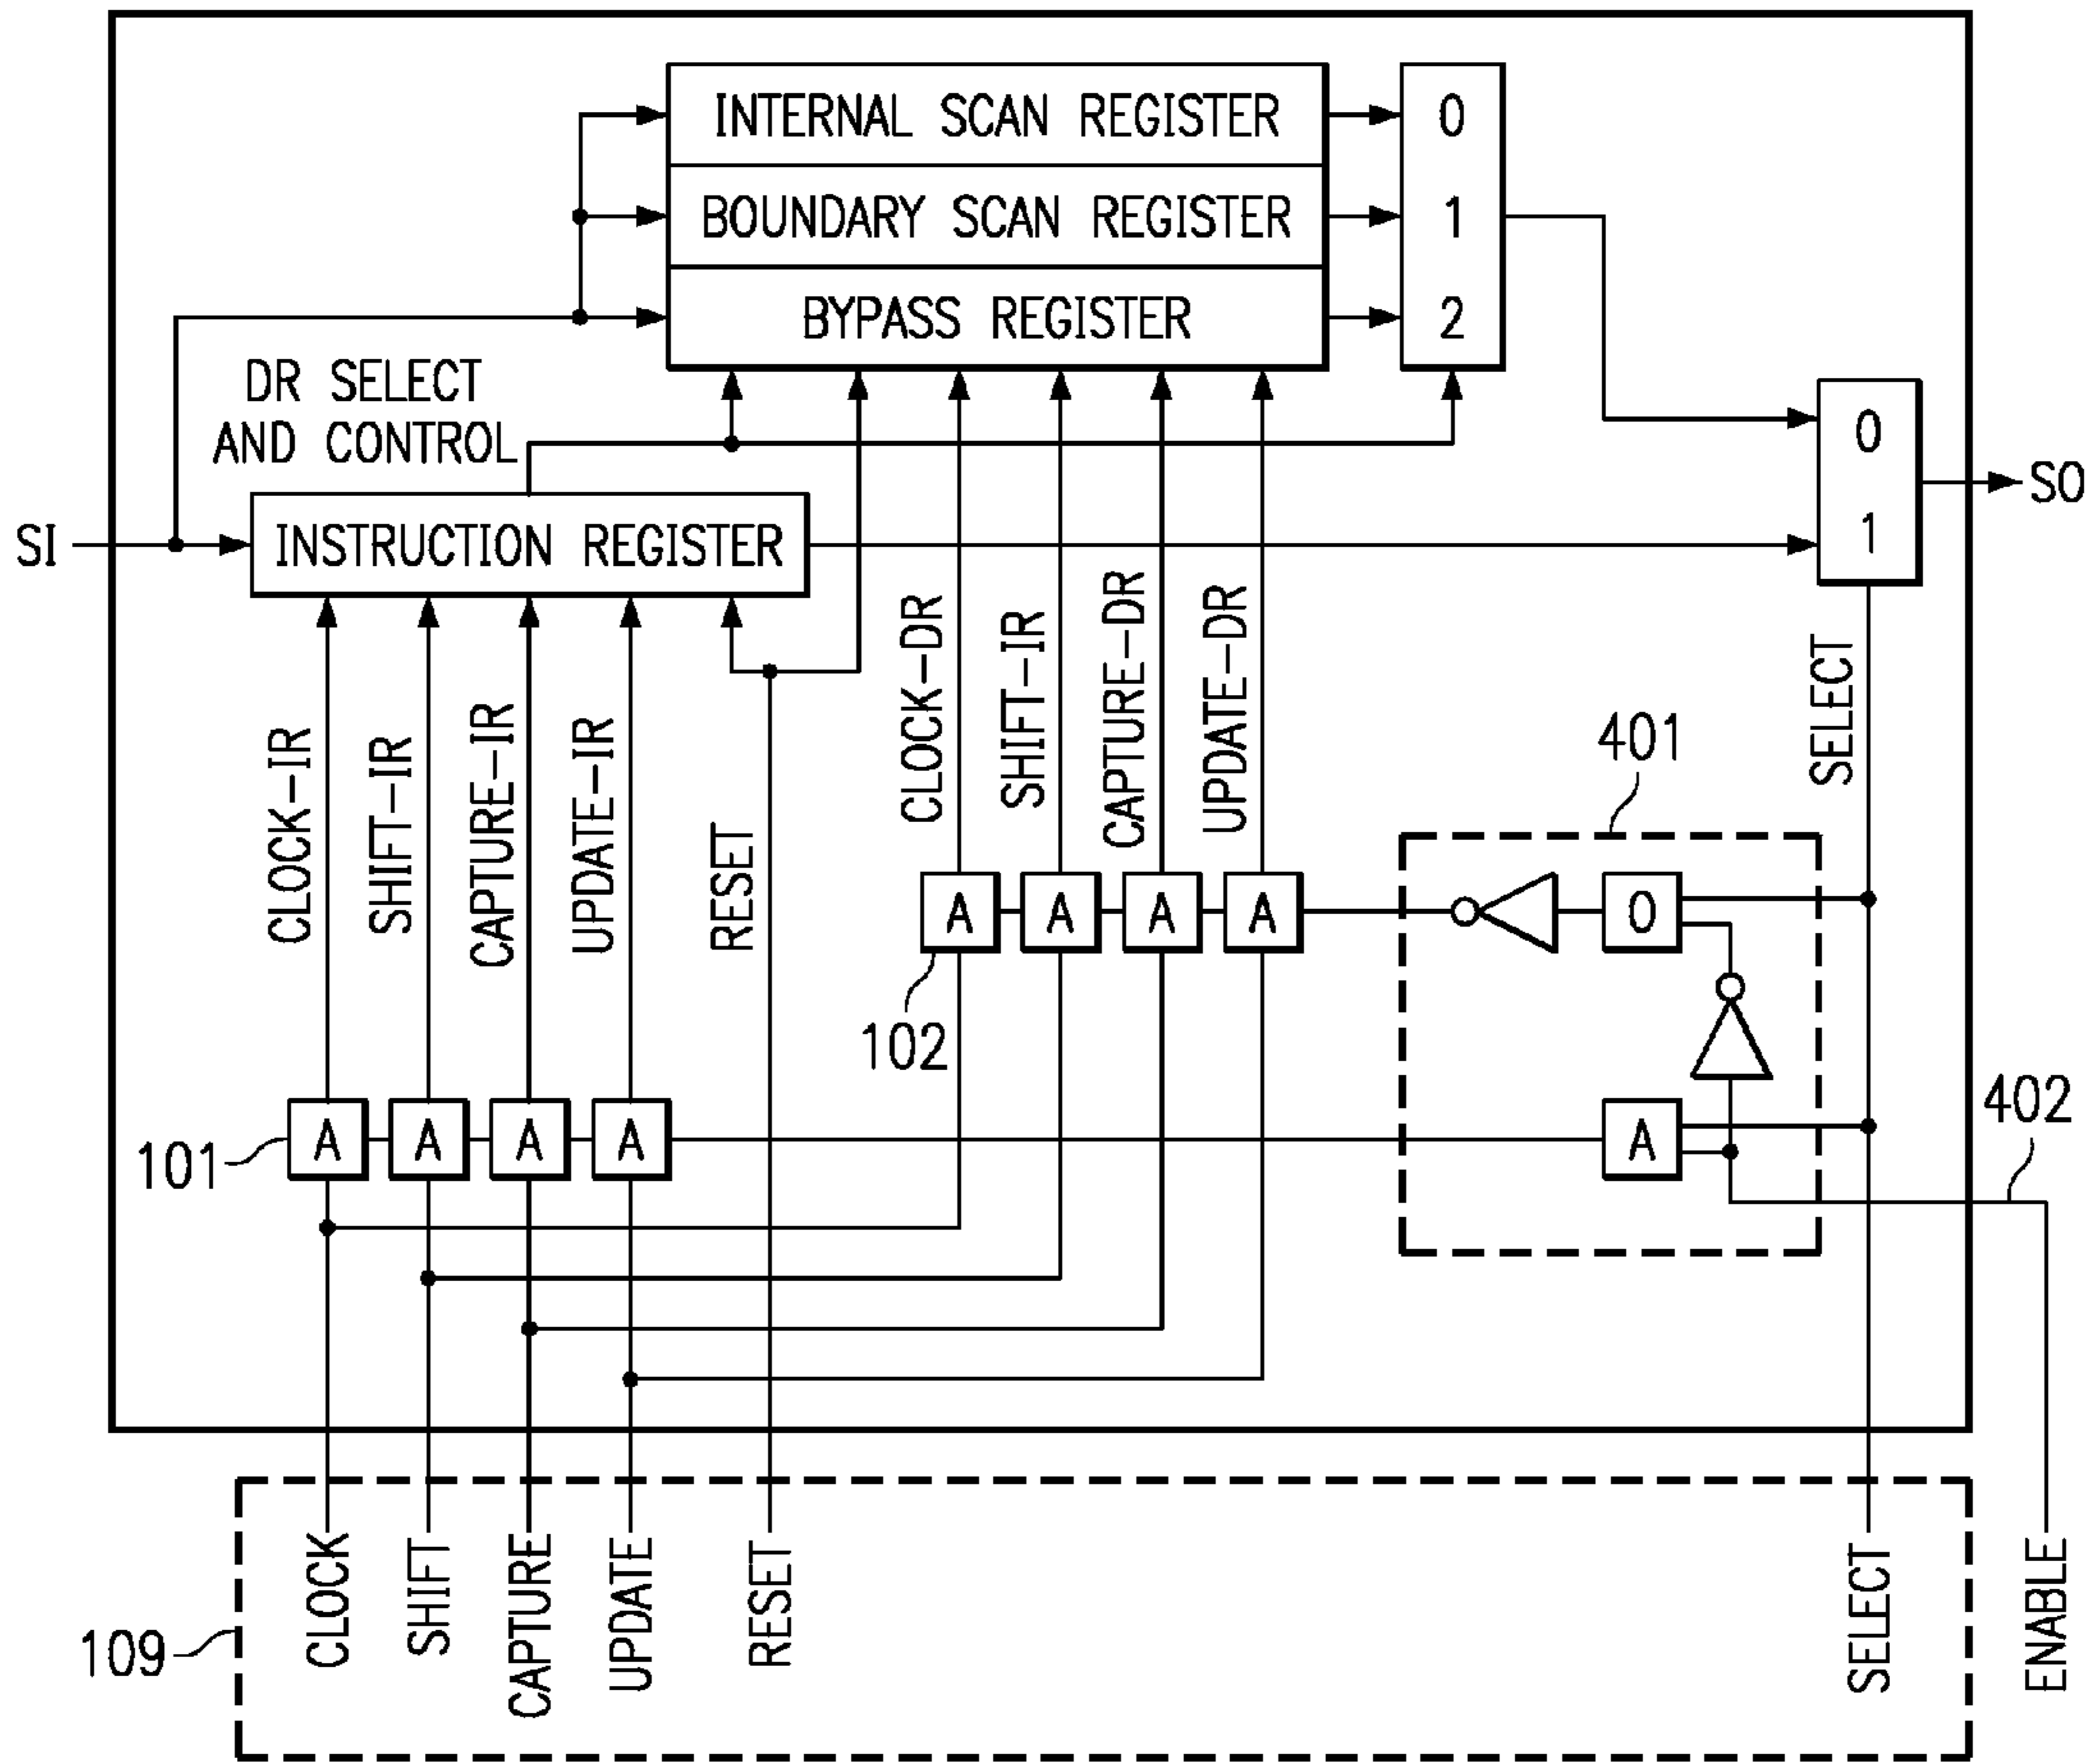 INTERNAL SCAN REGISTER
0
BOUNDARY SCAN REGISTER
1
BYPASS REGISTER
2
DR SELECT
AND CONTROL
0
1
SO
SI
INSTRUCTION REGISTER
CLOCK-IR
SHIFT-IR
CAPTURE-IR
UPDATE-IR
RESET
CLOCK-DR
SHIFT-IR
CAPTURE-DR
UPDATE-DR
SELECT
401
A
A
A
A
O
102
402
101
A
A
A
A
A
109
CLOCK
SHIFT
CAPTURE
UPDATE
RESET
SELECT
ENABLE